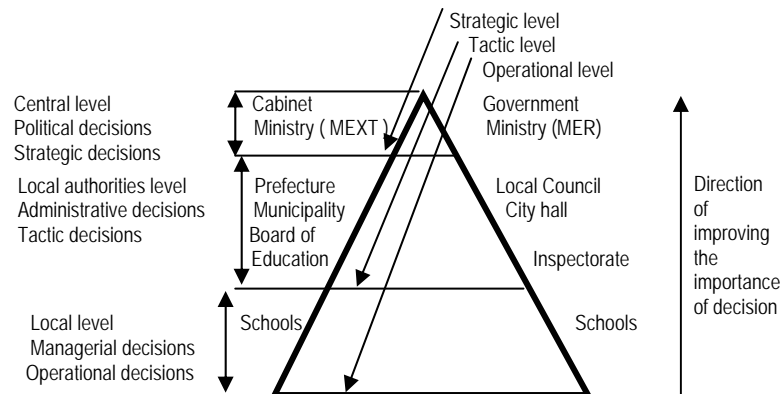 Strategic level
Tactic level
Operational level
Central level
Political decisions
Strategic decisions
Cabinet
Ministry ( MEXT )
Government
Ministry (MER)
Local authorities level
Administrative decisions
Tactic decisions
Prefecture
Municipality
Board of
Education
Local Council
City hall
Inspectorate
Local level
Managerial decisions
Operational decisions
Schools
Schools
Direction
of
improving
the
importance
of decision